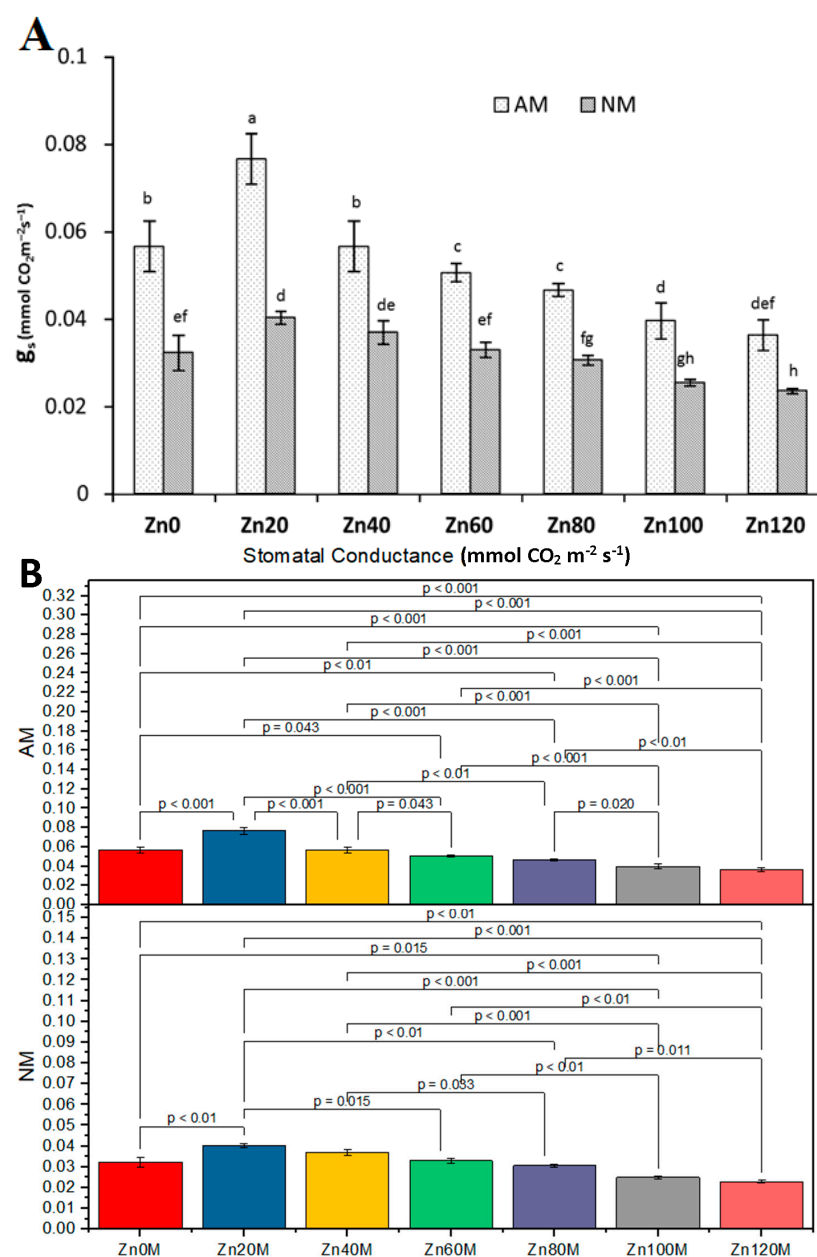 A
0.1
AM NM
0.08
a
b
b
0.06
c
c
d
def
ef
d
de
ef
0.04
fg
gh
h
0.02
0
gs (mmol CO2m−2s−1)
Zn0 Zn20 Zn40 Zn60 Zn80 Zn100 Zn120
Stomatal Conductance (mmol CO2 m-2 s-1)
B
AM
0.32
0.30
0.28
0.26
0.24
0.22
0.20
0.18
0.16
0.14
0.12
0.10
0.08
0.06
0.04
0.02
0.00
p < 0.001
p < 0.001
p < 0.001
p < 0.001
p < 0.001
p < 0.01
p < 0.001
p < 0.001
p < 0.001
p = 0.043
p < 0.01
p < 0.001
p < 0.01
p < 0.001
p < 0.001 p < 0.001 p = 0.043 p = 0.020
NM
0.15
0.14
0.13
0.12
0.11
0.10
0.09
0.08
0.07
0.06
0.05
0.04
0.03
0.02
0.01
0.00
p < 0.01
p < 0.001
p = 0.015
p < 0.001
p < 0.001
p < 0.01
p < 0.001
p < 0.01
p = 0.011
p < 0.01
p = 0.033
p = 0.015
p < 0.01
Zn0M Zn20M Zn40M Zn60M Zn80M Zn100M Zn120M